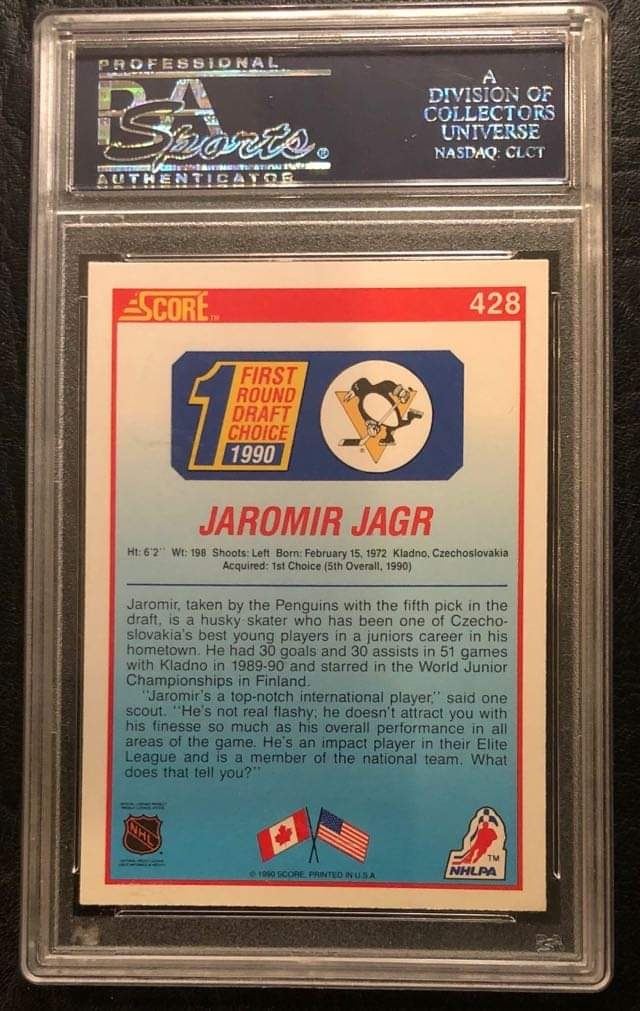 PROFESSIONAL
PSA
Sports
AUTHENTICATOR
A
DIVISION OF
COLLECTORS
UNIVERSE
NASDAQ: CLCT
SCORE TM
428
1 FIRST
ROUND
DRAFT
CHOICE
1990
JAROMIR JAGR
Ht: 6'2'' Wt: 198 Shoots: Left Born: February 15, 1972 Kladno, Czechoslovakia
Acquired: 1st Choice (5th Overall, 1990)
Jaromir, taken by the Penguins with the fifth pick in the
draft, is a husky skater who has been one of Czecho-
slovakia's best young players in a juniors career in his
hometown. He had 30 goals and 30 assists in 51 games
with Kladno in 1989-90 and starred in the World Junior
Championships in Finland.
''Jaromir's a top-notch international player,'' said one
scout. ''He's not real flashy; he doesn't attract you with
his finesse so much as his overall performance in all
areas of the game. He's an impact player in their Elite
League and is a member of the national team. What
does that tell you?''
NHL
© 1990 SCORE, PRINTED IN U.S.A.
TM
NHLPA